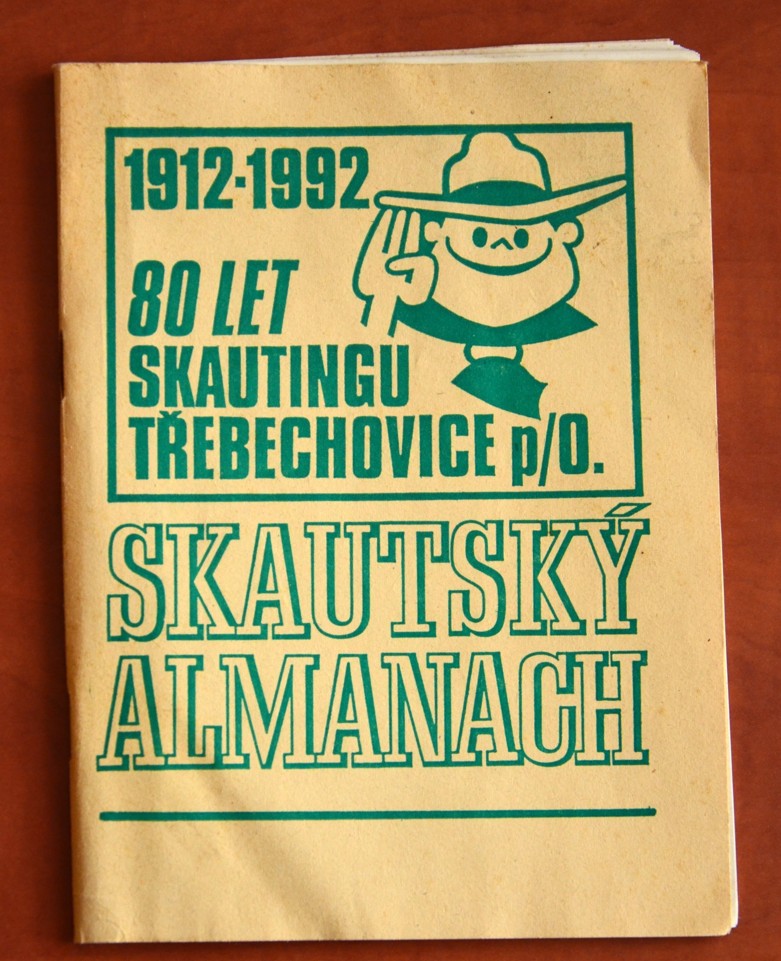 1912·1992
80 LET
SKAUTINGU
TŘEBECHOVICE p/O.
SKAUTSKÝ
ALMANACH